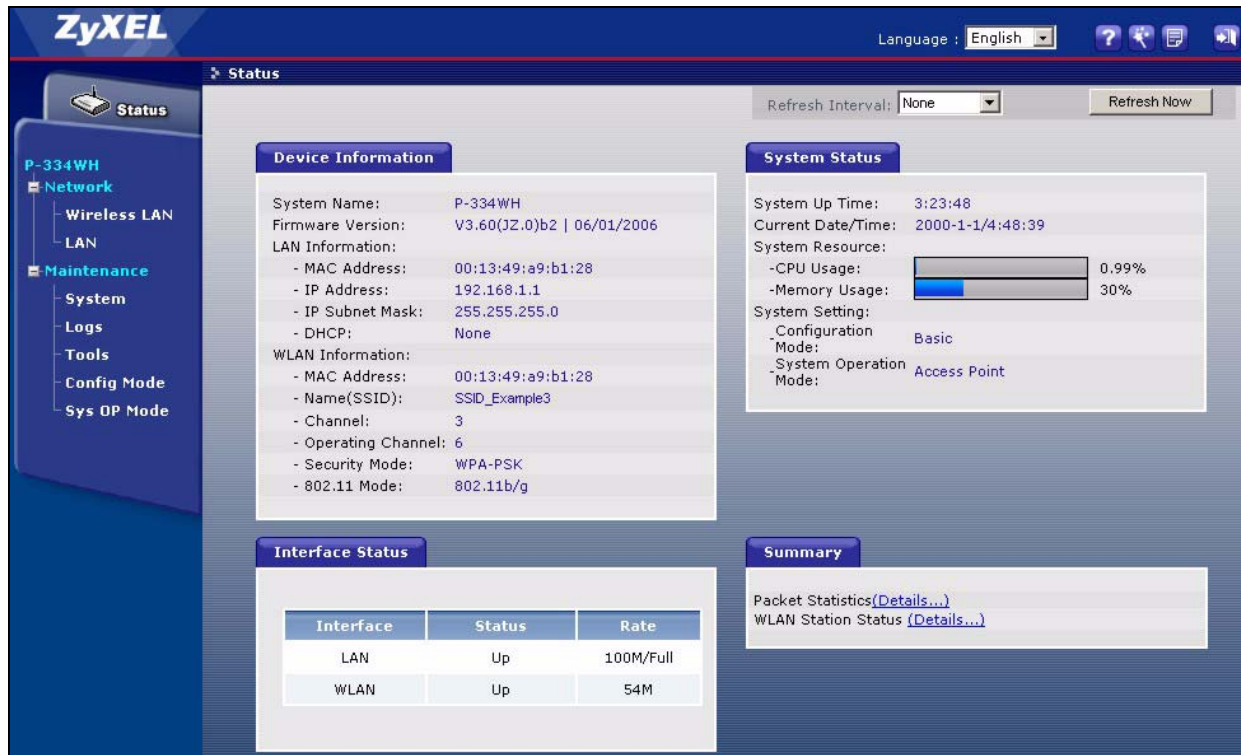 ZyXEL
Language : English
Status
> Status
Refresh Interval: None
Refresh Now
P-334WH
Network
Wireless LAN
LAN
Maintenance
System
Logs
Tools
Config Mode
Sys OP Mode
Device Information
System Name: P-334WH
Firmware Version: V3.60(JZ.0)b2 | 06/01/2006
LAN Information:
- MAC Address: 00:13:49:a9:b1:28
- IP Address: 192.168.1.1
- IP Subnet Mask: 255.255.255.0
- DHCP: None
WLAN Information:
- MAC Address: 00:13:49:a9:b1:28
- Name(SSID): SSID_Example3
- Channel: 3
- Operating Channel: 6
- Security Mode: WPA-PSK
- 802.11 Mode: 802.11b/g
System Status
System Up Time: 3:23:48
Current Date/Time: 2000-1-1/4:48:39
System Resource:
-CPU Usage: 0.99%
-Memory Usage: 30%
System Setting:
-Configuration Mode: Basic
-System Operation Mode: Access Point
Interface Status
Interface Status Rate
LAN Up 100M/Full
WLAN Up 54M
Summary
Packet Statistics(Details...)
WLAN Station Status (Details...)